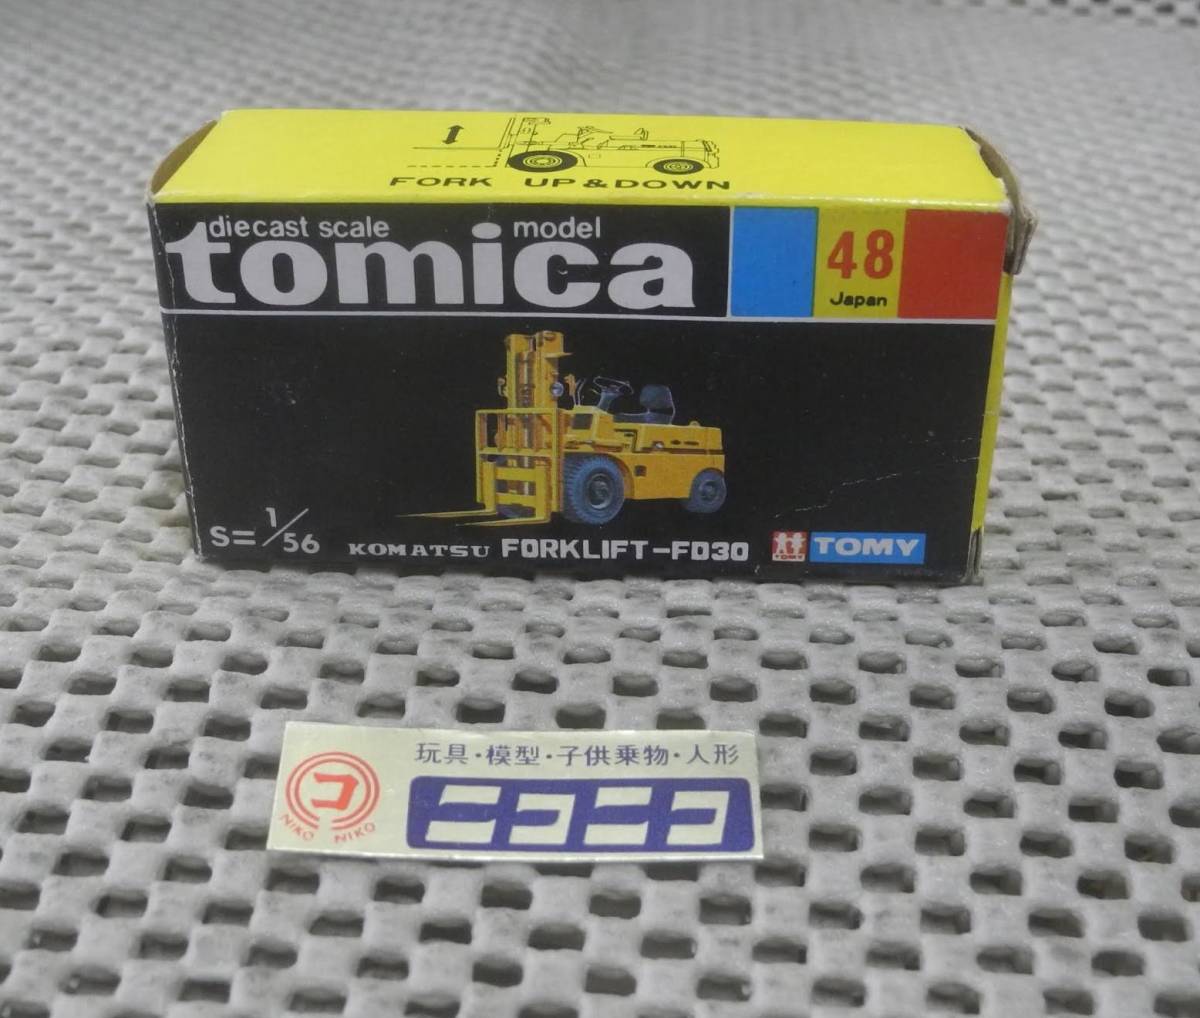 FORK UP & DOWN
diecast scale model
tomica
48
Japan
S=1/56
KOMATSU FORKLIFT-FD30
TOMY
TOMY
玩具・模型・子供乗物・人形
コ
NIKO NIKO
ニコニコ